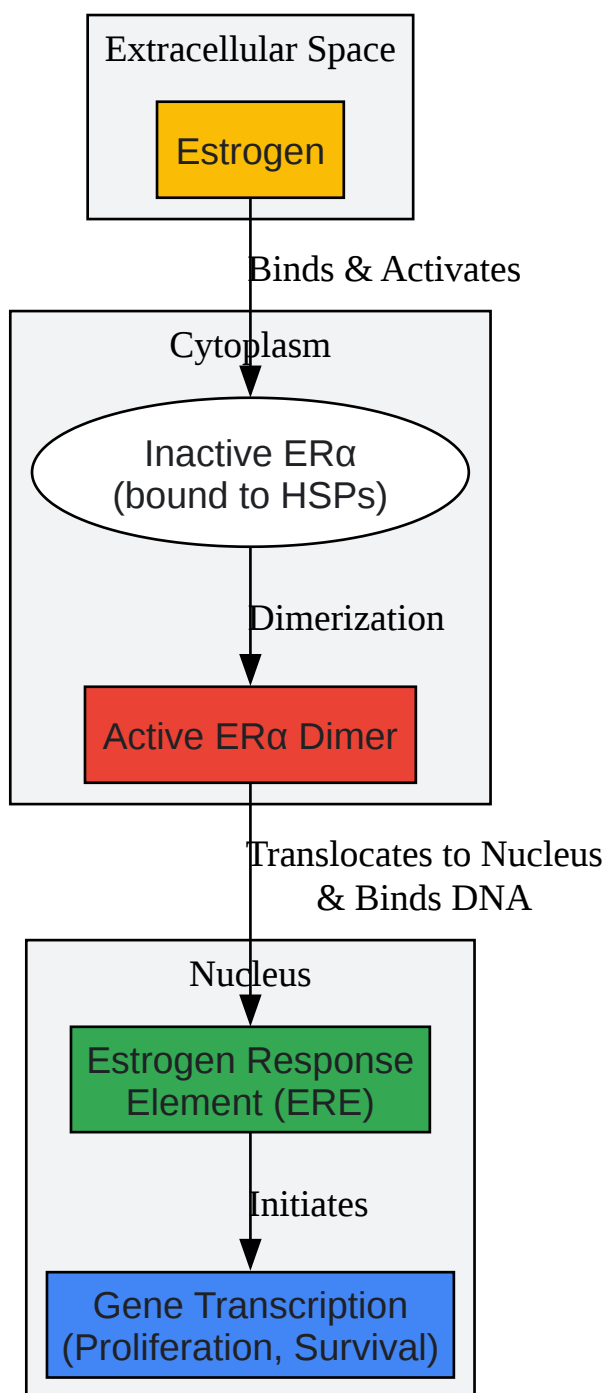 Extracellular Space
Estrogen
Binds & Activates
Cytoplasm
Inactive ERα
(bound to HSPs)
Dimerization
Active ERα Dimer
Translocates to Nucleus
& Binds DNA
Nucleus
Estrogen Response
Element (ERE)
Initiates
Gene Transcription
(Proliferation, Survival)